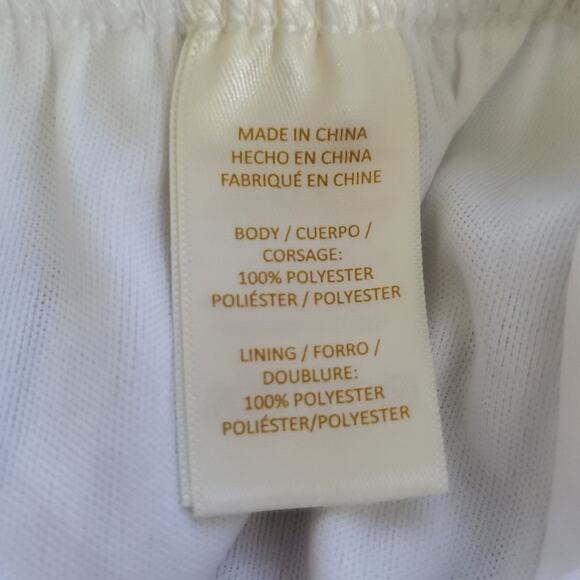 MADE IN CHINA
HECHO EN CHINA
FABRIQUÉ EN CHINE
BODY / CUERPO /
CORSAGE:
100% POLYESTER
POLIÉSTER / POLYESTER
LINING / FORRO /
DOUBLURE:
100% POLYESTER
POLIÉSTER/POLYESTER